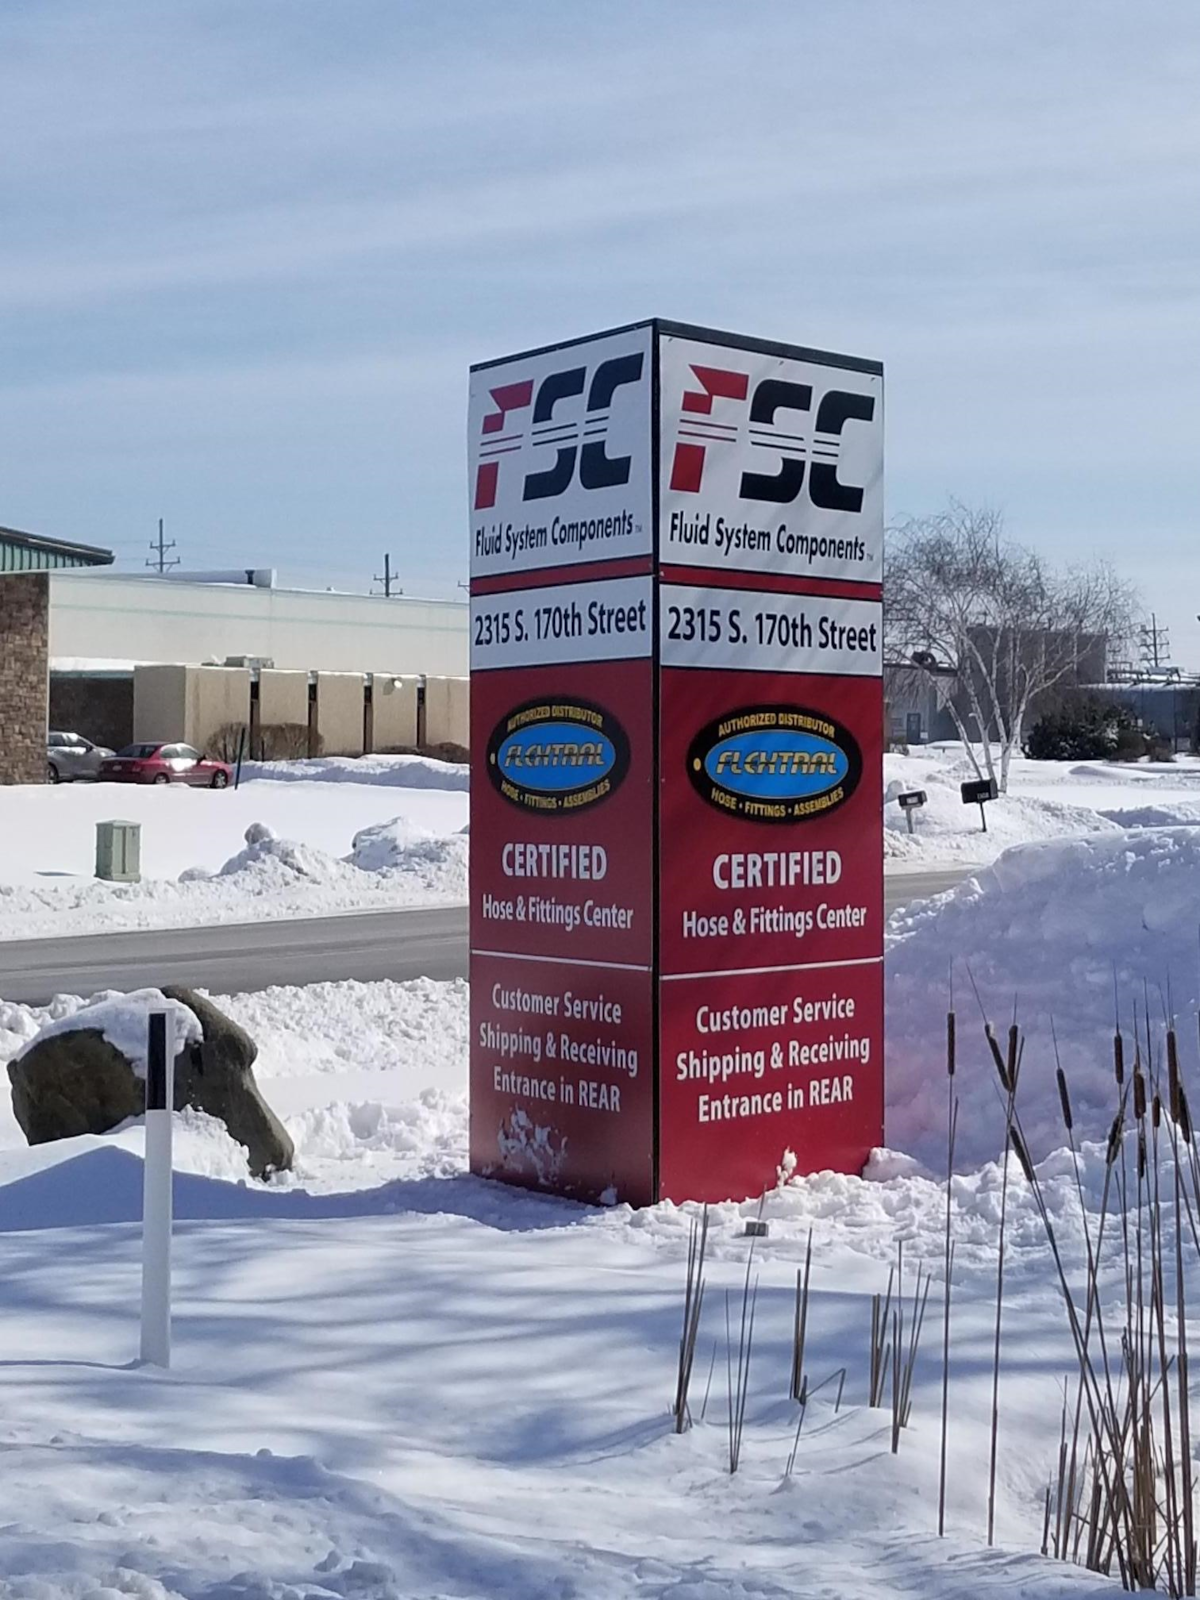 FSC
Fluid System Components™
2315 S. 170th Street
AUTHORIZED DISTRIBUTOR
FLEXTRAL
HOSE • FITTINGS • ASSEMBLIES
CERTIFIED
Hose & Fittings Center
Customer Service
Shipping & Receiving
Entrance in REAR
FSC
Fluid System Components™
2315 S. 170th Street
AUTHORIZED DISTRIBUTOR
FLEXTRAL
HOSE • FITTINGS • ASSEMBLIES
CERTIFIED
Hose & Fittings Center
Customer Service
Shipping & Receiving
Entrance in REAR